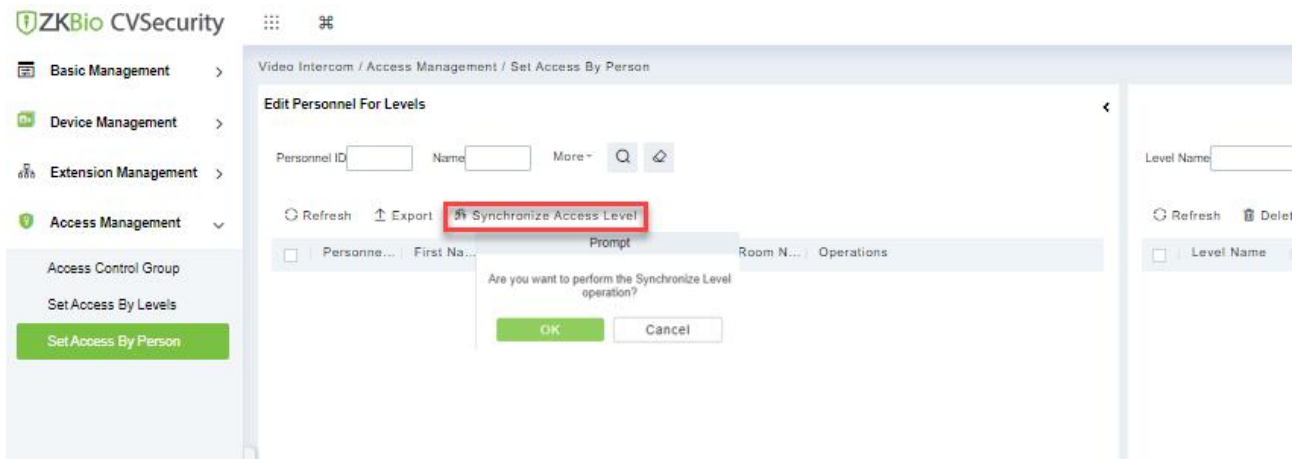 ZKBio CVSecurity
Basic Management
Device Management
Extension Management
Access Management
Access Control Group
Set Access By Levels
Set Access By Person
Video Intercom / Access Management / Set Access By Person
Edit Personnel For Levels
Personnel ID Name More
Refresh Export Synchronize Access Level
Personne... First Na... Room N... Operations
Prompt
Are you want to perform the Synchronize Level
operation?
OK Cancel
Level Name
Refresh Delet
Level Name